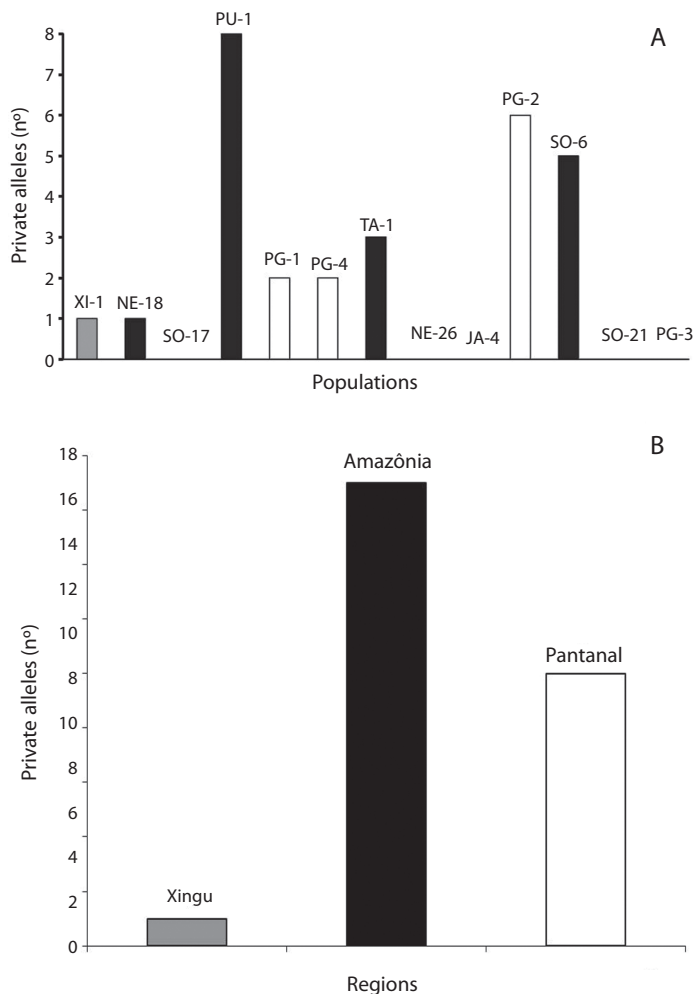 A
Private alleles (nº)
8
7
6
5
4
3
2
1
0
XI-1
NE-18
SO-17
PU-1
PG-1
PG-4
TA-1
NE-26
JA-4
PG-2
SO-6
SO-21
PG-3
Populations
B
Private alleles (nº)
18
16
14
12
10
8
10
8
6
4
2
0
Xingu
Amazônia
Pantanal
Regions